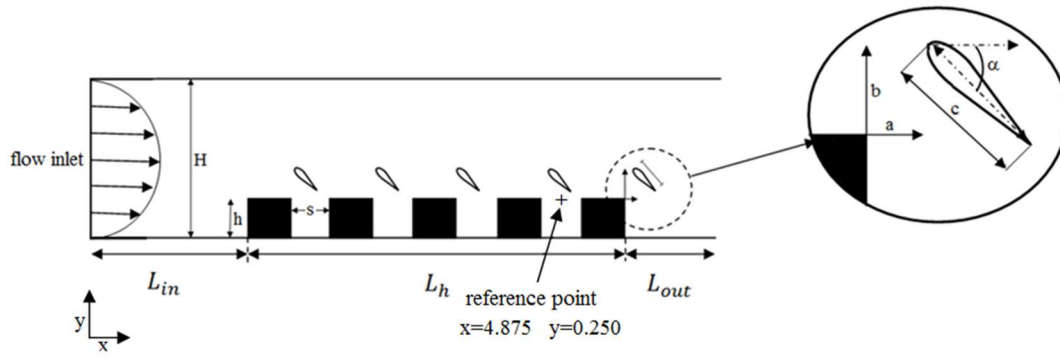 flow inlet
H
h
s
L_in
L_h
L_out
reference point
x=4.875 y=0.250
y
x
b
a
c
α